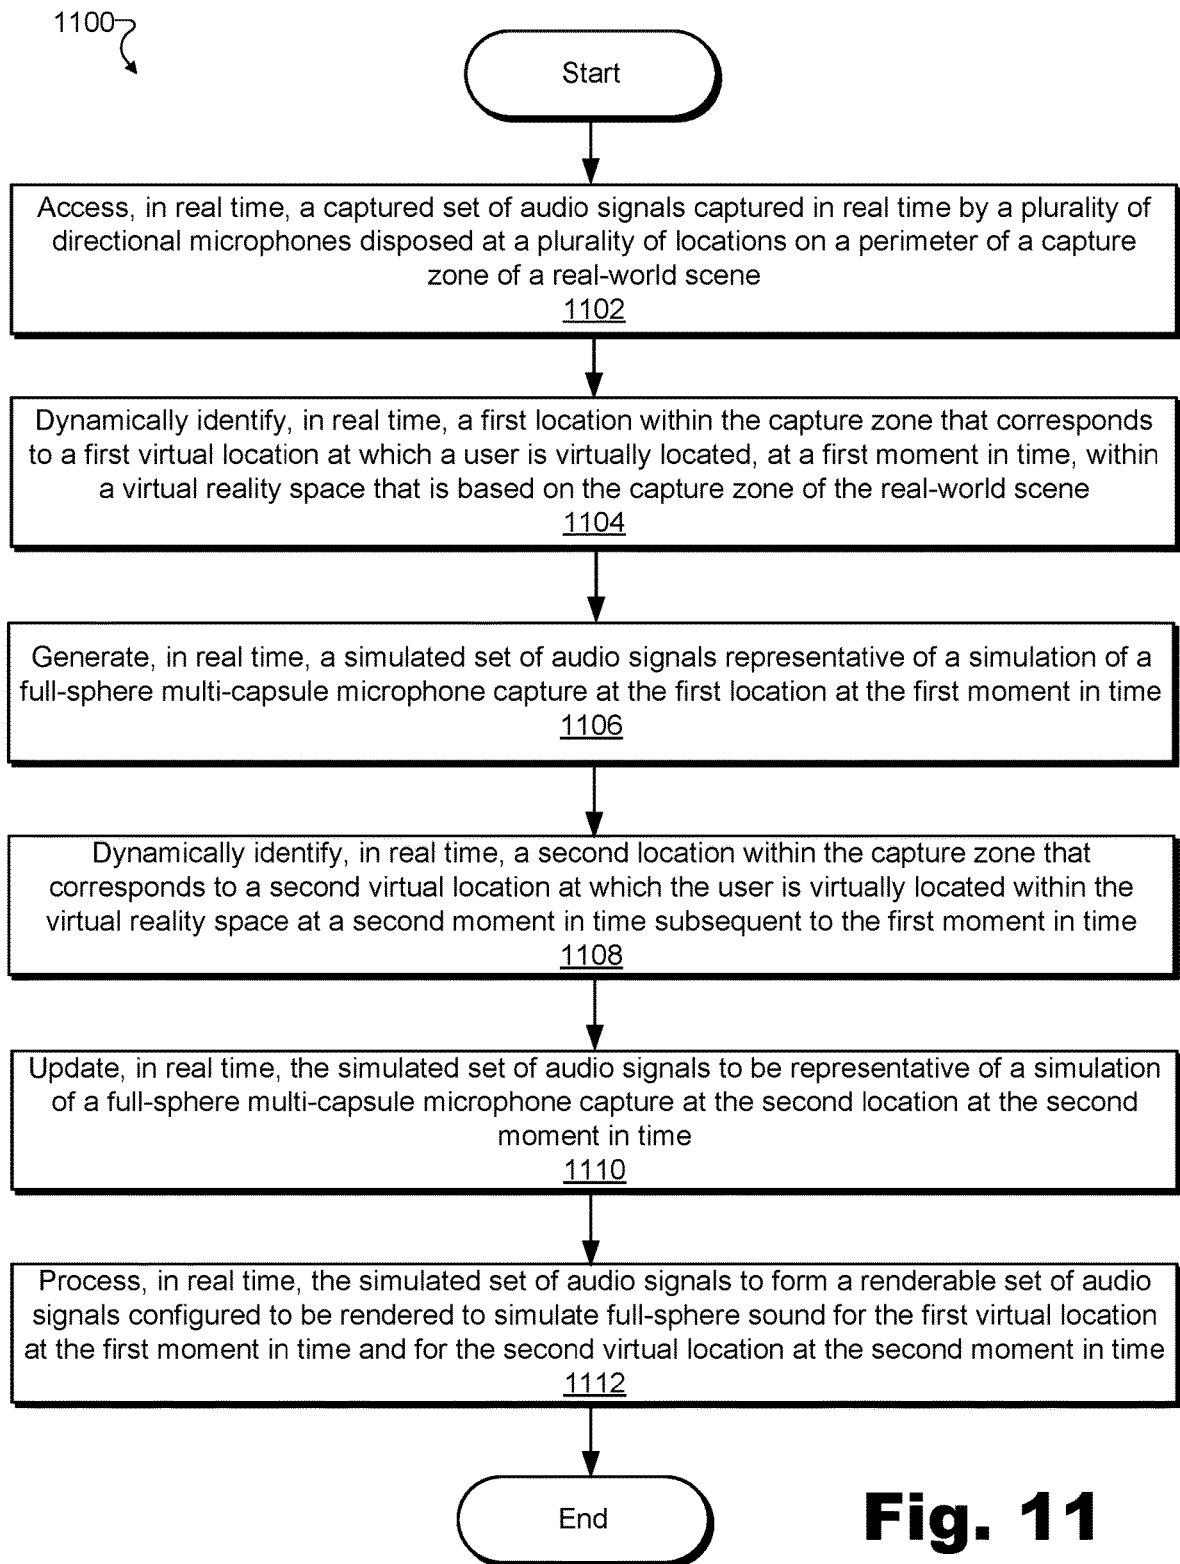 1100
Start
Access, in real time, a captured set of audio signals captured in real time by a plurality of
directional microphones disposed at a plurality of locations on a perimeter of a capture
zone of a real-world scene
1102
Dynamically identify, in real time, a first location within the capture zone that corresponds
to a first virtual location at which a user is virtually located, at a first moment in time, within
a virtual reality space that is based on the capture zone of the real-world scene
1104
Generate, in real time, a simulated set of audio signals representative of a simulation of a
full-sphere multi-capsule microphone capture at the first location at the first moment in time
1106
Dynamically identify, in real time, a second location within the capture zone that
corresponds to a second virtual location at which the user is virtually located within the
virtual reality space at a second moment in time subsequent to the first moment in time
1108
Update, in real time, the simulated set of audio signals to be representative of a simulation
of a full-sphere multi-capsule microphone capture at the second location at the second
moment in time
1110
Process, in real time, the simulated set of audio signals to form a renderable set of audio
signals configured to be rendered to simulate full-sphere sound for the first virtual location
at the first moment in time and for the second virtual location at the second moment in time
1112
End
Fig. 11